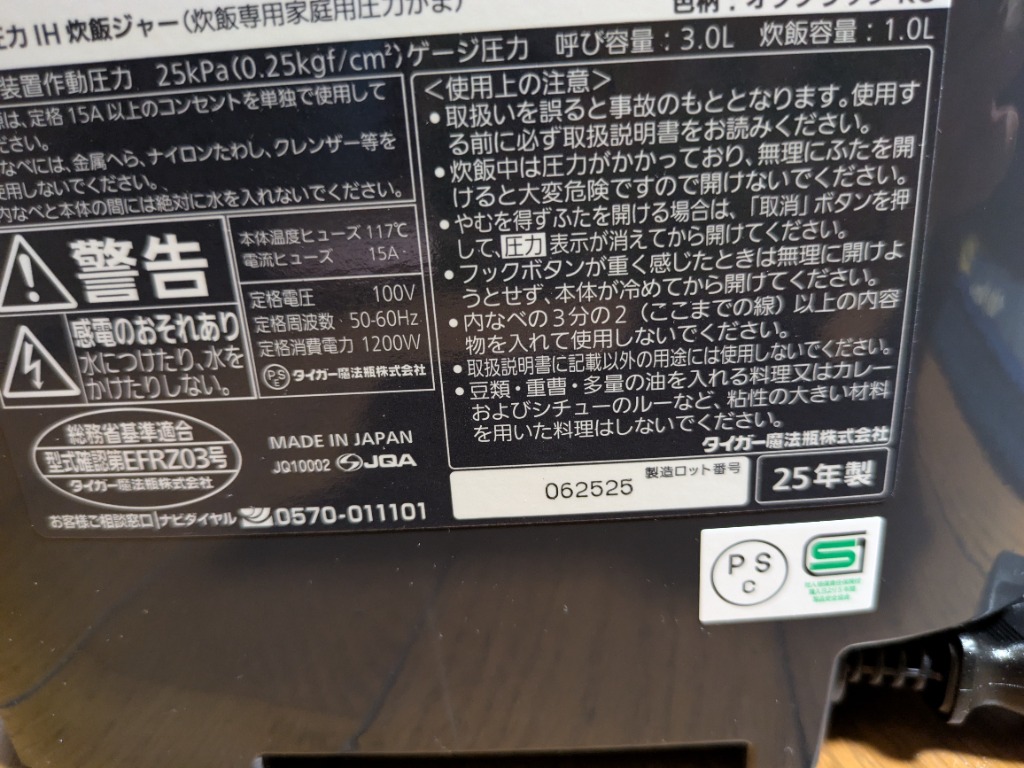 圧力IH炊飯ジャー(炊飯専用家庭用圧力がま)
色柄:オフブラック
装置作動圧力 25kPa(0.25kgf/cm²)ゲージ圧力 呼び容量:3.0L 炊飯容量:1.0L
は、定格15A以上のコンセントを単独で使用して
ださい。
なべには、金属へら、ナイロンたわし、クレンザー等を
使用しないでください。
内なべと本体の間には絶対に水を入れないでください。
警告
感電のおそれあり
水につけたり、水を
かけたりしない。
本体温度ヒューズ 117℃
電流ヒューズ 15A
定格電圧 100V
定格周波数 50-60Hz
定格消費電力 1200W
PSE タイガー魔法瓶株式会社
<使用上の注意>
●取扱いを誤ると事故のもととなります。使用す
る前に必ず取扱説明書をお読みください。
●炊飯中は圧力がかかっており、無理にふたを開
けると大変危険ですので開けないでください。
●やむを得ずふたを開ける場合は、「取消」ボタンを押
して、圧力表示が消えてから開けてください。
●フックボタンが重く感じたときは無理に開けよ
うとせず、本体が冷めてから開けてください。
●内なべの3分の2(ここまでの線)以上の内容
物を入れて使用しないでください。
●取扱説明書に記載以外の用途には使用しないでください。
●豆類・重曹・多量の油を入れる料理又はカレー
およびシチューのルーなど、粘性の大きい材料
を用いた料理はしないでください。
タイガー魔法瓶株式会社
総務省基準適合
型式確認第EFRZ03号
タイガー魔法瓶株式会社
MADE IN JAPAN
JQ10002 JQA
お客様ご相談窓口 ナビダイヤル 0570-011101
製造ロット番号
062525
25年製
PS
C